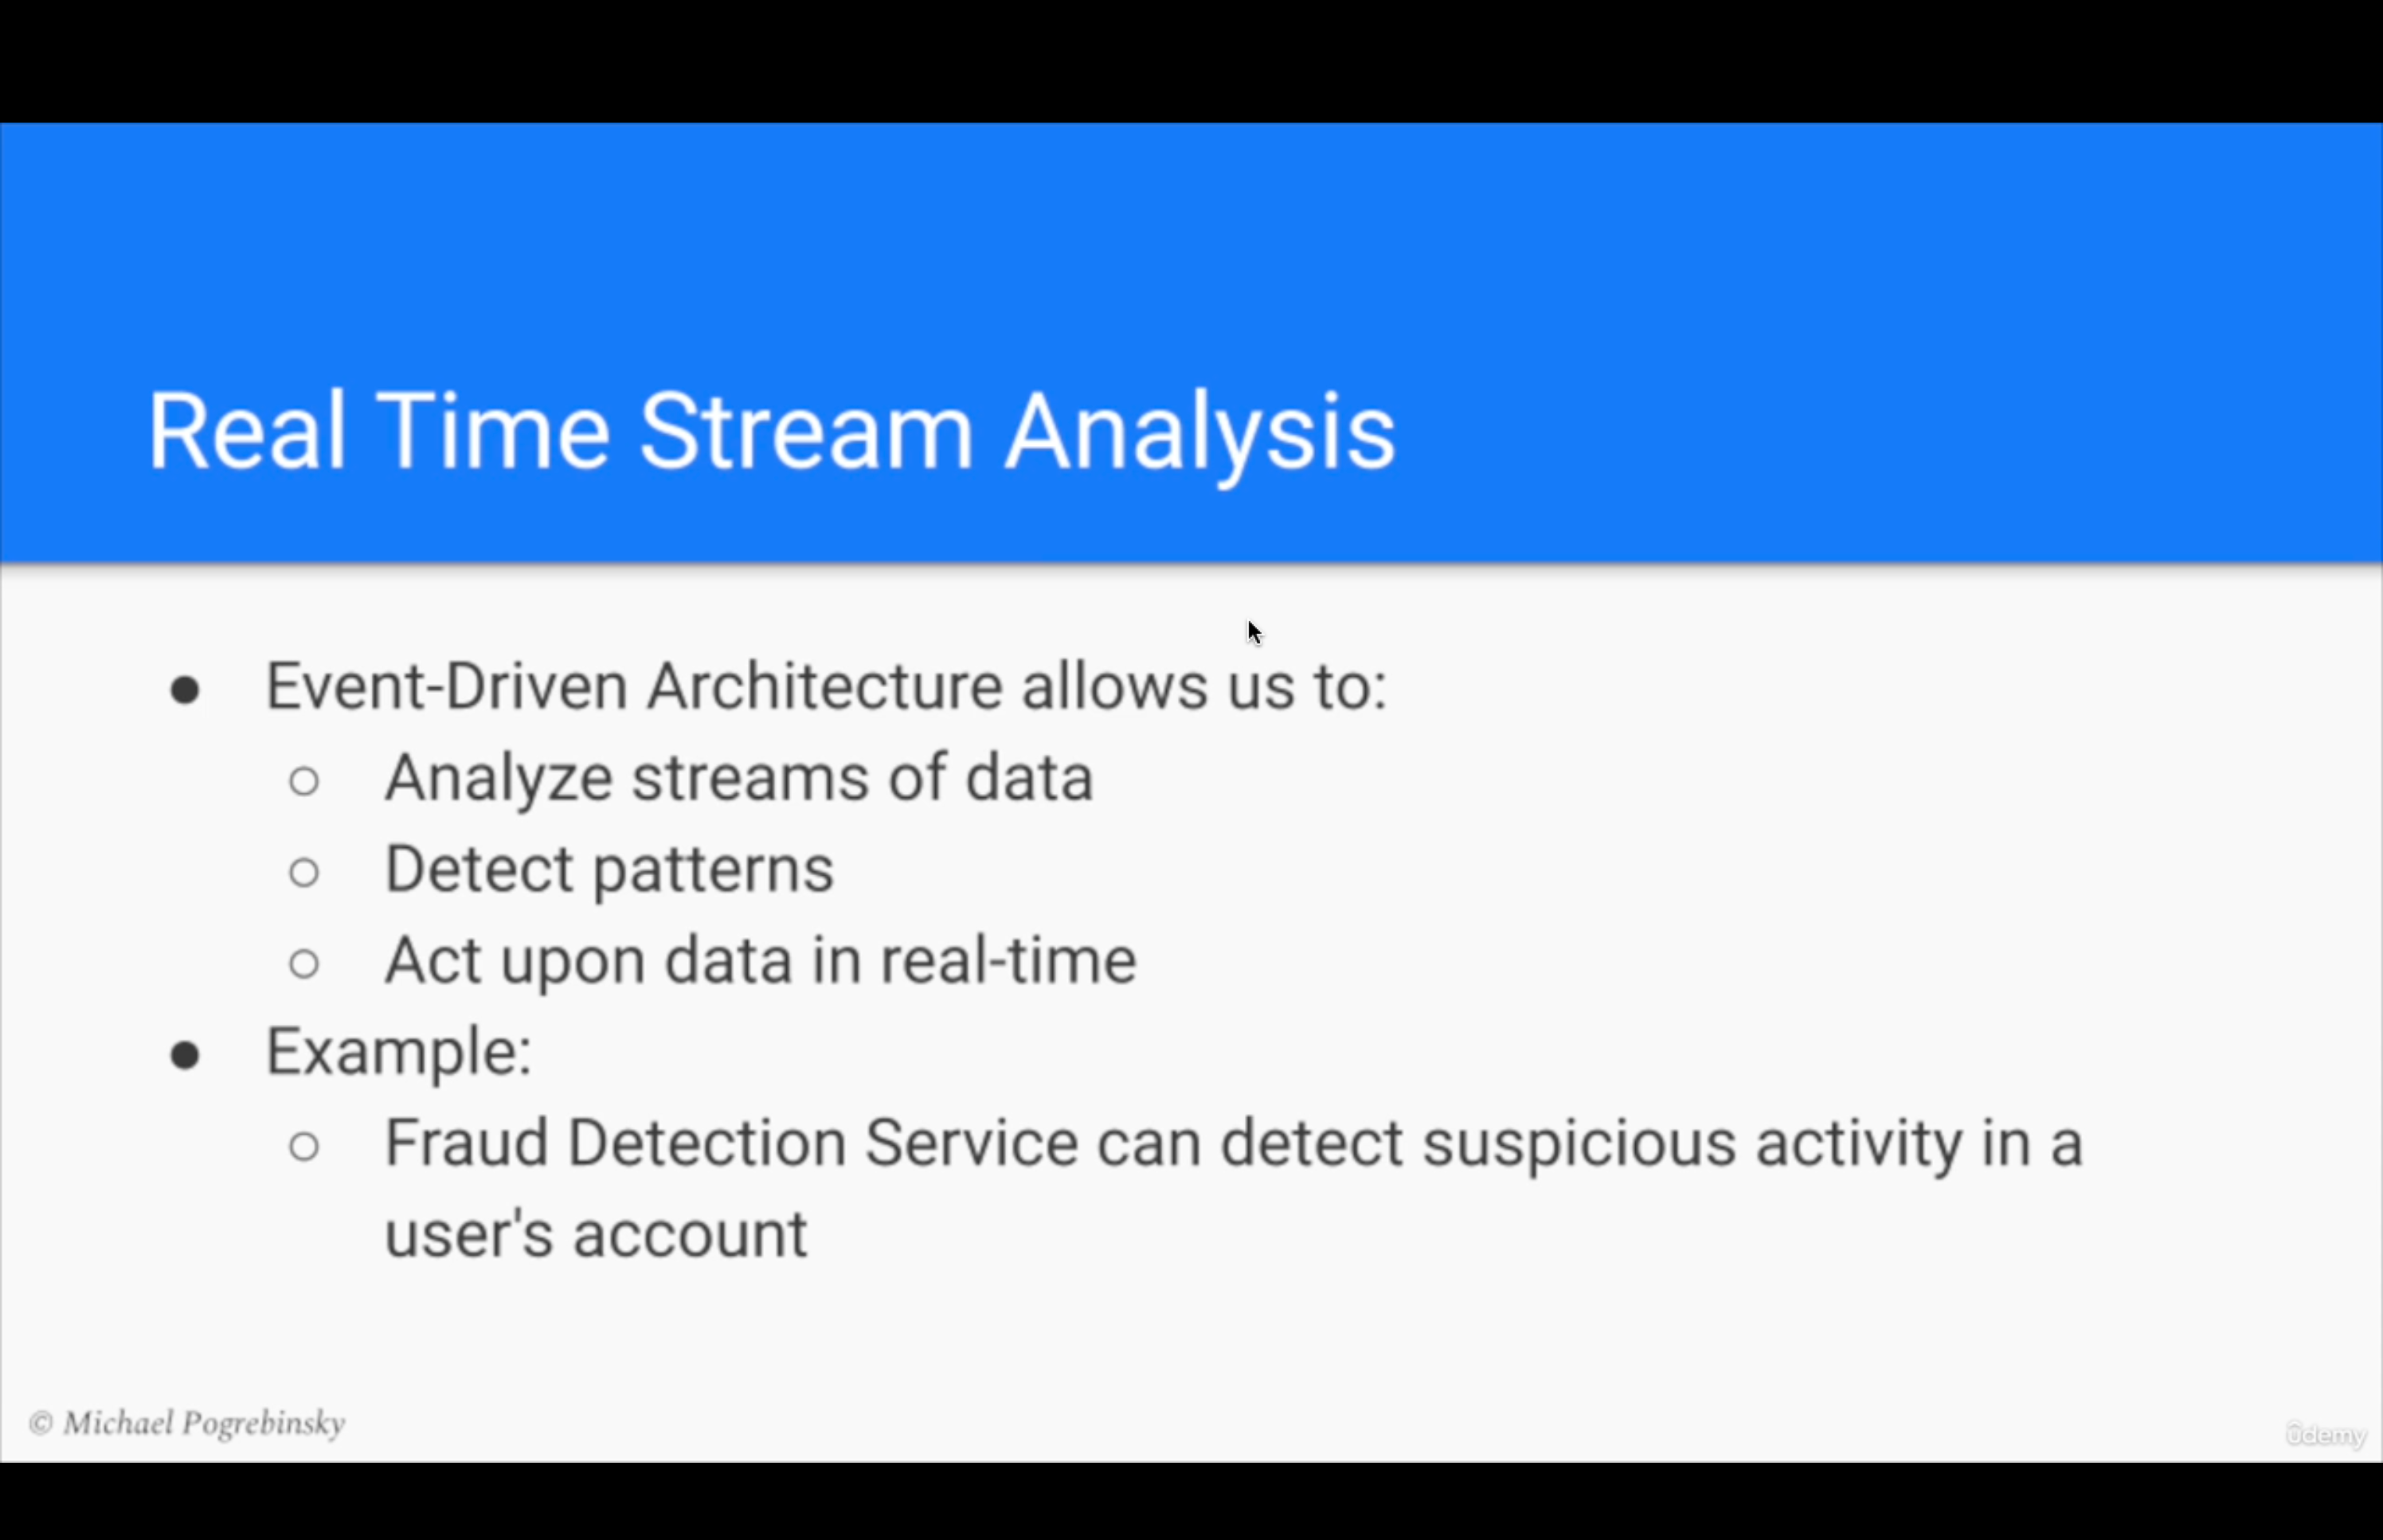 Real Time Stream Analysis
● Event-Driven Architecture allows us to:
○ Analyze streams of data
○ Detect patterns
○ Act upon data in real-time
● Example:
○ Fraud Detection Service can detect suspicious activity in a
user's account
© Michael Pogrebinsky
ûdemy